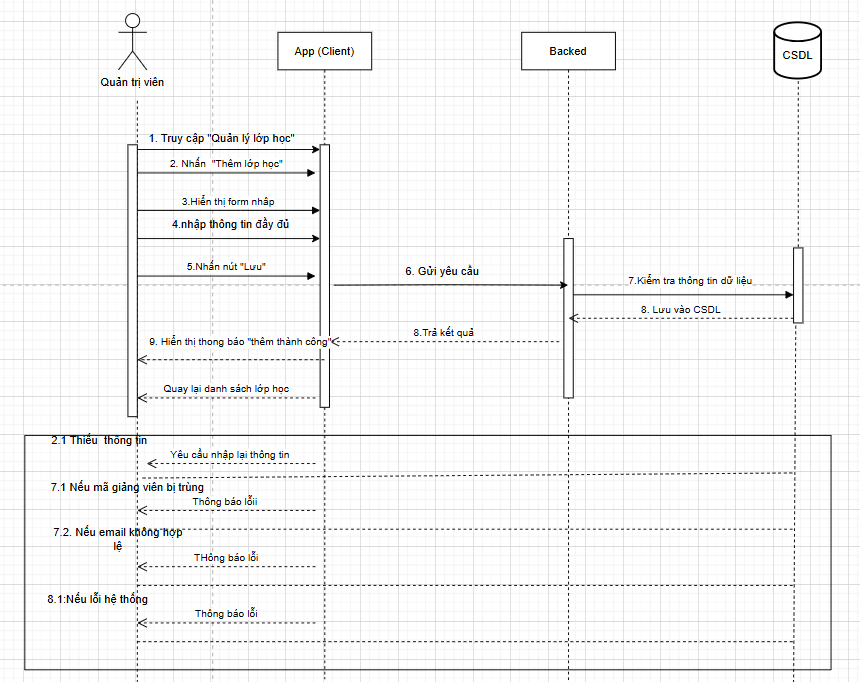 App (Client)
Backed
CSDL
Quản trị viên
1. Truy cập "Quản lý lớp học"
2. Nhấn "Thêm lớp học"
3.Hiển thị form nhập
4.nhập thông tin đầy đủ
5.Nhấn nút "Lưu"
6. Gửi yêu cầu
7.Kiểm tra thông tin dữ liệu
8. Lưu vào CSDL
8.Trả kết quả
9. Hiển thị thong báo "thêm thành công"
Quay lại danh sách lớp học
2.1 Thiếu thông tin
Yêu cầu nhập lại thông tin
7.1 Nếu mã giảng viên bị trùng
Thông báo lỗii
7.2. Nếu email không hợp
lệ
THông báo lỗi
8.1:Nếu lỗi hệ thống
Thông báo lỗi